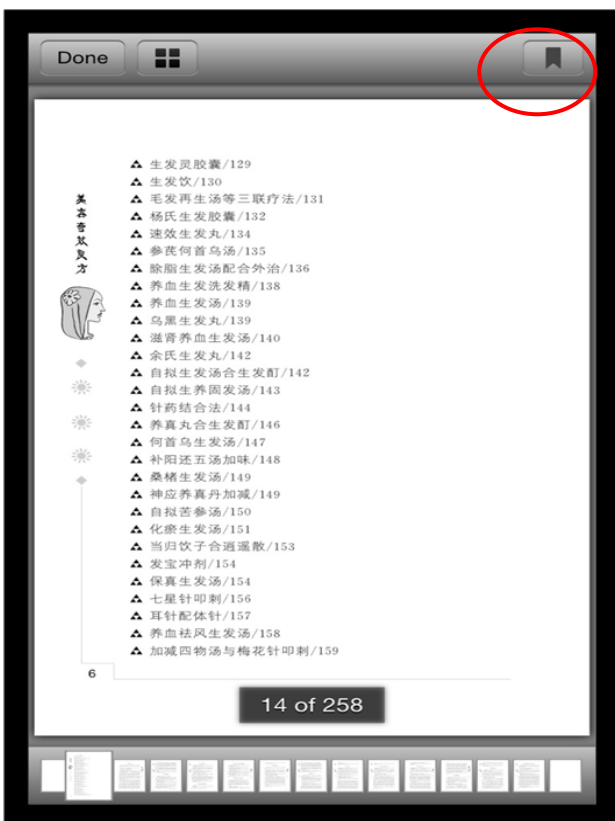 Done
生发灵胶囊/129
生发饮/130
毛发再生汤等三联疗法/131
杨氏生发胶囊/132
速效生发丸/134
参芪何首乌汤/135
除脂生发汤配合外治/136
养血生发洗发精/138
养血生发汤/139
乌黑生发丸/139
滋肾养血生发汤/140
余氏生发丸/142
自拟生发汤合生发酊/142
自拟生养固发汤/143
针药结合法/144
养真丸合生发酊/146
何首乌生发汤/147
补阳还五汤加味/148
桑椹生发汤/149
神应养真丹加减/149
自拟苦参汤/150
化瘀生发汤/151
当归饮子合逍遥散/153
发宝冲剂/154
保真生发汤/154
七星针叩刺/156
耳针配体针/157
养血祛风生发汤/158
加减四物汤与梅花针叩刺/159
美容奇效良方
6
14 of 258